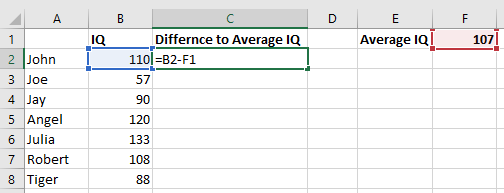 A B C D E F
1 IQ Differnce to Average IQ Average IQ 107
2 John 110 =B2-F1
3 Joe 57
4 Jay 90
5 Angel 120
6 Julia 133
7 Robert 108
8 Tiger 88